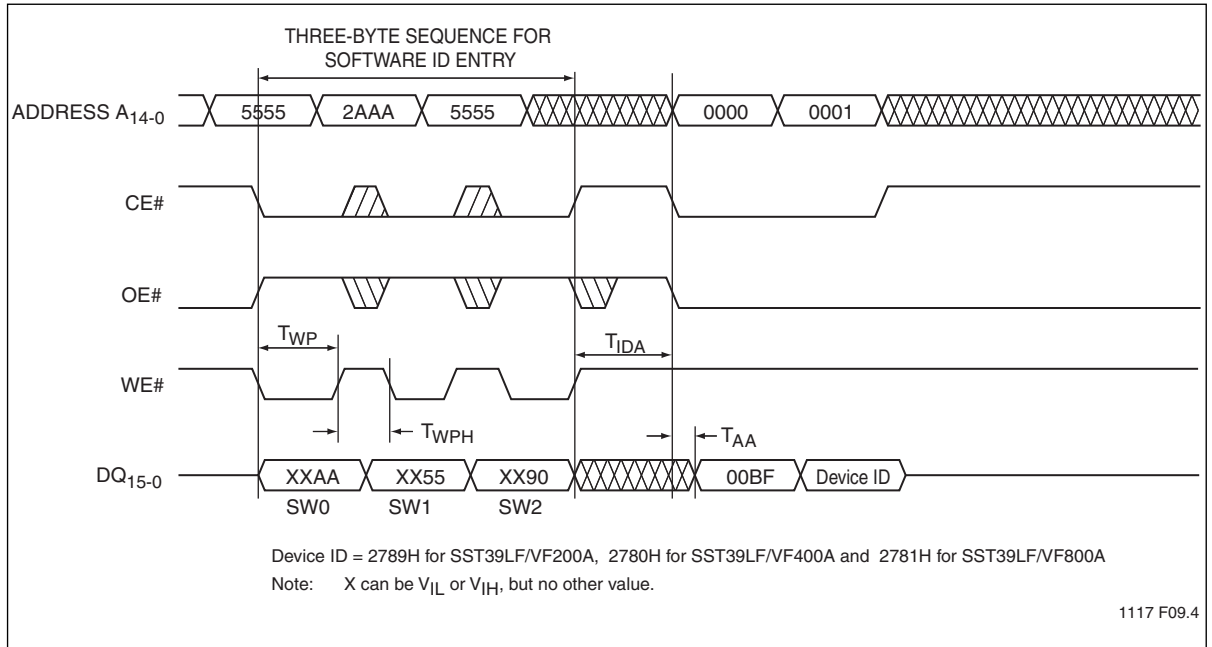 THREE-BYTE SEQUENCE FOR
SOFTWARE ID ENTRY
ADDRESS A14-0
5555
2AAA
5555
0000
0001
CE#
OE#
TWP
TIDA
WE#
TWPH
TAA
DQ15-0
XXAA
XX55
XX90
00BF
Device ID
SW0
SW1
SW2
Device ID = 2789H for SST39LF/VF200A, 2780H for SST39LF/VF400A and 2781H for SST39LF/VF800A
Note: X can be VIL or VIH, but no other value.
1117 F09.4